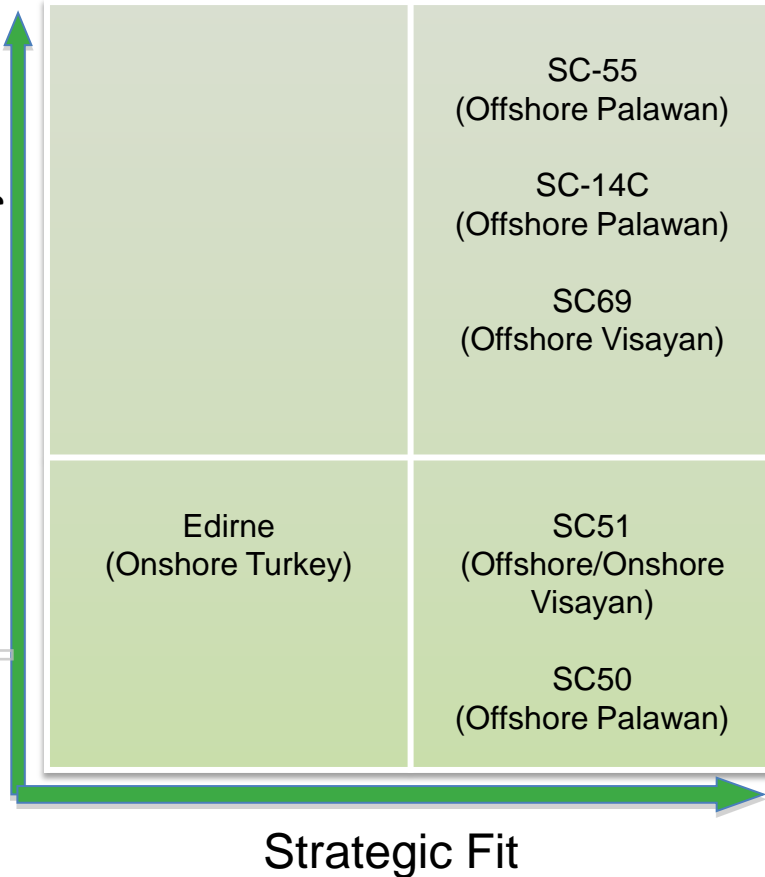 SC-55
(Offshore Palawan)
SC-14C
(Offshore Palawan)
SC69
(Offshore Visayan)
Edirne
(Onshore Turkey)
SC51
(Offshore/Onshore
Visayan)
SC50
(Offshore Palawan)
Strategic Fit